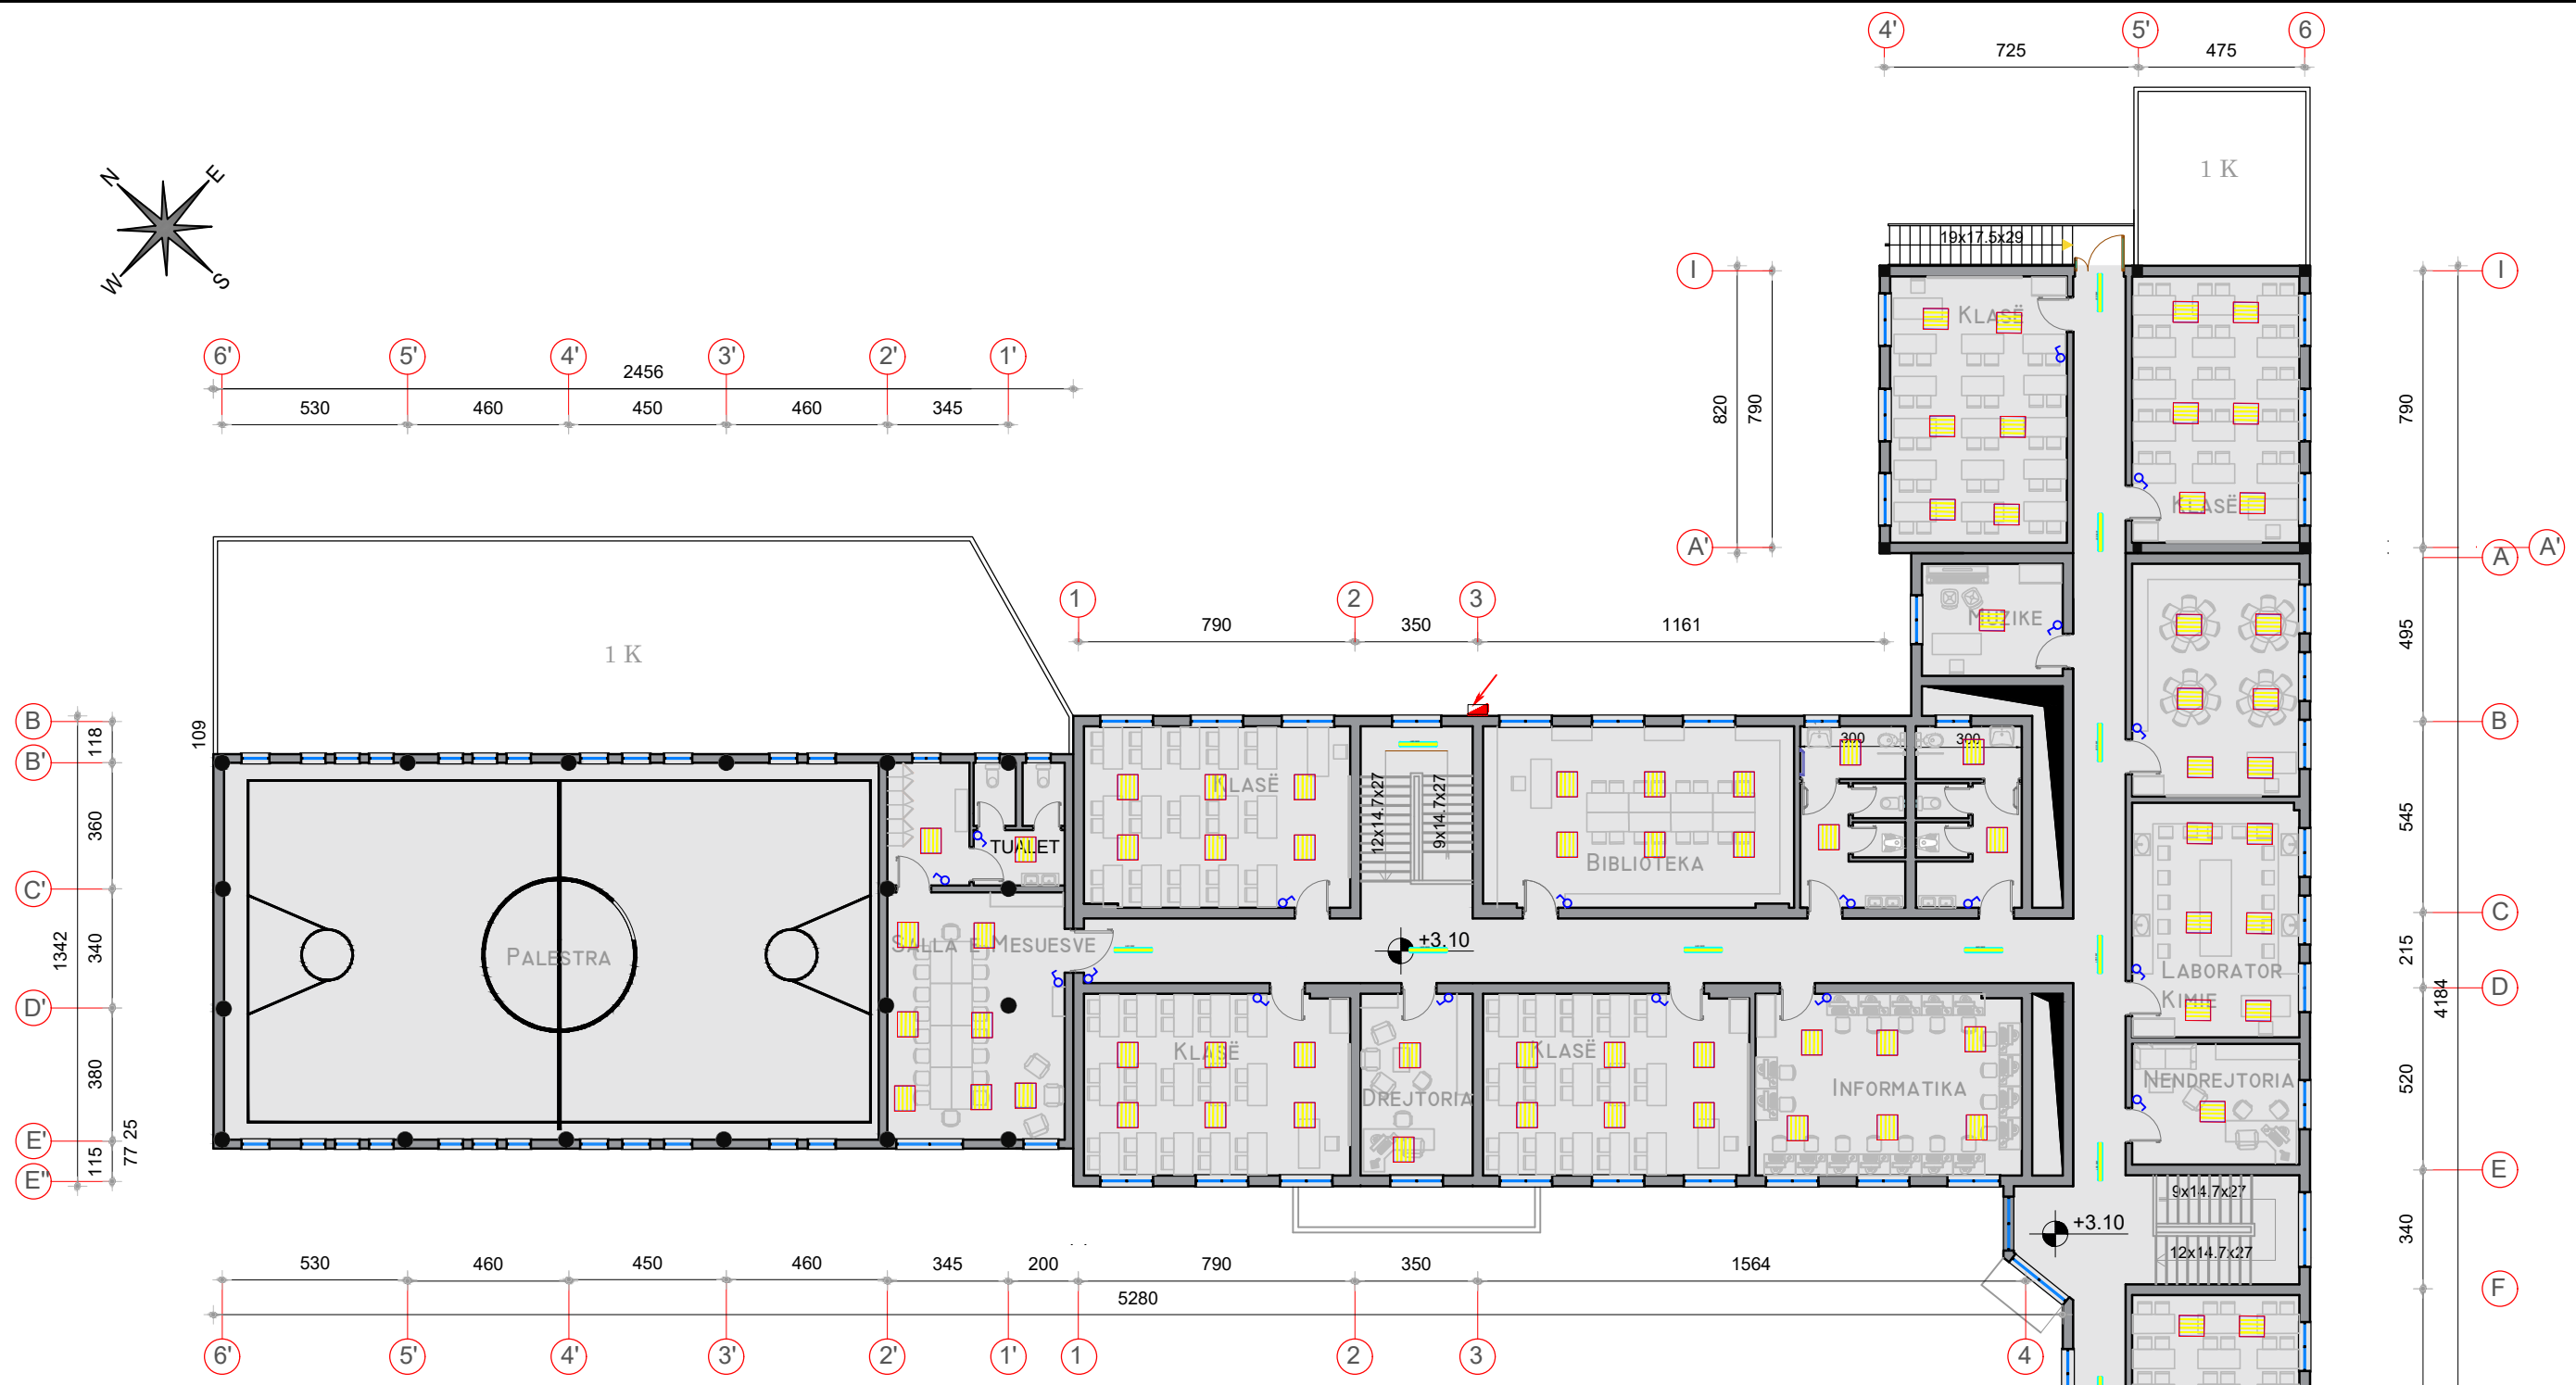 4' 5' 6
725 475
1 K
N E
W S
19x17.5x29
I I
KLASË
820 790 790
6' 5' 4' 3' 2' 1'
2456
530 460 450 460 345
KLASË
A' A A'
1 2 3
790 350 1161
MUZIKE
495
1 K
B B
109
118
B'
300 300
KLASË
12x14.7x27 9x14.7x27
360
545
TUALET
BIBLIOTEKA
C' C
SALLA E MESUESVE
+3.10
PALESTRA
1342 340
215
LABORATOR
KIMIE
D' D
4184
KLASË
KLASË
DREJTORIA
INFORMATIKA
NENDREJTORIA
380
520
E'
77 25
115
E"
E
9x14.7x27
+3.10
12x14.7x27
340
530 460 450 460 345 200 790 350 1564
F
5280
6' 5' 4' 3' 2' 1' 1 2 3 4